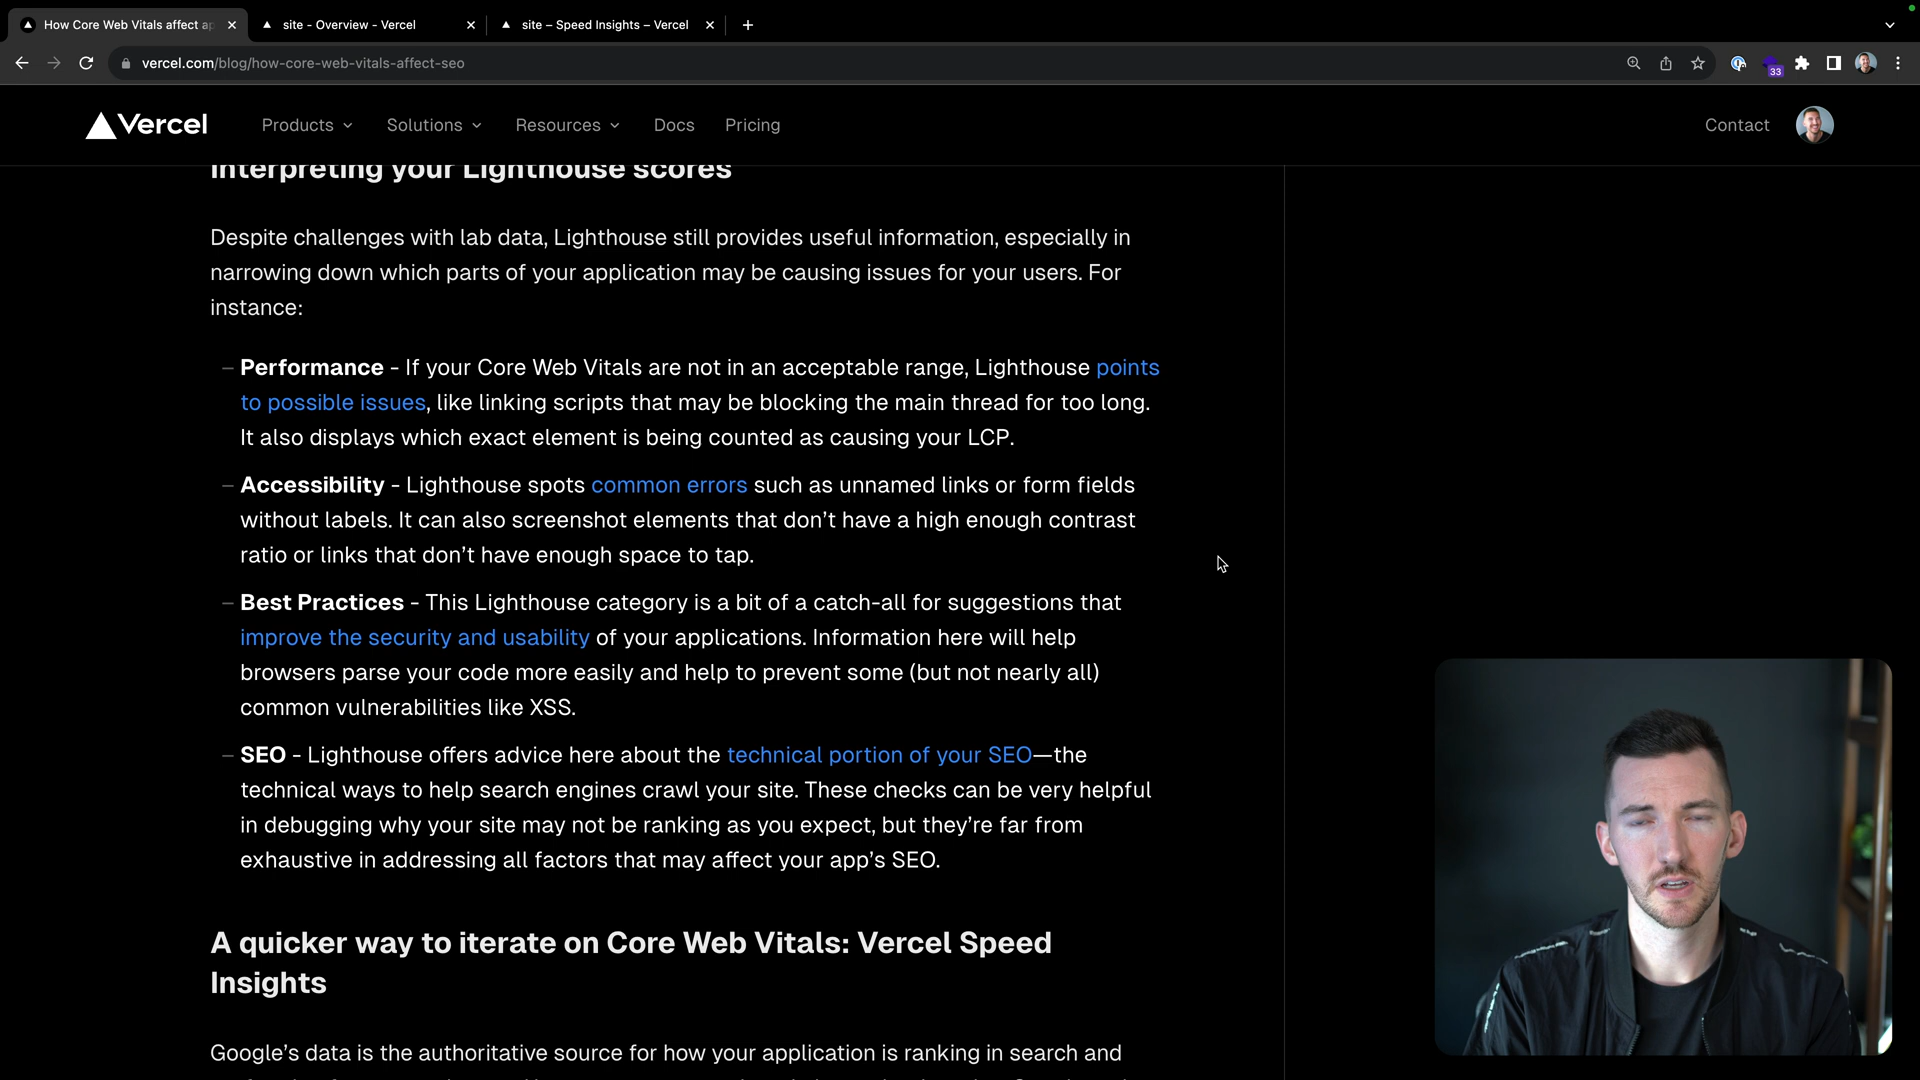 How Core Web Vitals affect ap
site - Overview - Vercel
site – Speed Insights – Vercel
vercel.com/blog/how-core-web-vitals-affect-seo
33
Vercel
Products
Solutions
Resources
Docs
Pricing
Contact
Interpreting your Lighthouse scores
Despite challenges with lab data, Lighthouse still provides useful information, especially in
narrowing down which parts of your application may be causing issues for your users. For
instance:
– Performance - If your Core Web Vitals are not in an acceptable range, Lighthouse points
to possible issues, like linking scripts that may be blocking the main thread for too long.
It also displays which exact element is being counted as causing your LCP.
– Accessibility - Lighthouse spots common errors such as unnamed links or form fields
without labels. It can also screenshot elements that don’t have a high enough contrast
ratio or links that don’t have enough space to tap.
– Best Practices - This Lighthouse category is a bit of a catch-all for suggestions that
improve the security and usability of your applications. Information here will help
browsers parse your code more easily and help to prevent some (but not nearly all)
common vulnerabilities like XSS.
– SEO - Lighthouse offers advice here about the technical portion of your SEO—the
technical ways to help search engines crawl your site. These checks can be very helpful
in debugging why your site may not be ranking as you expect, but they’re far from
exhaustive in addressing all factors that may affect your app’s SEO.
A quicker way to iterate on Core Web Vitals: Vercel Speed
Insights
Google’s data is the authoritative source for how your application is ranking in search and